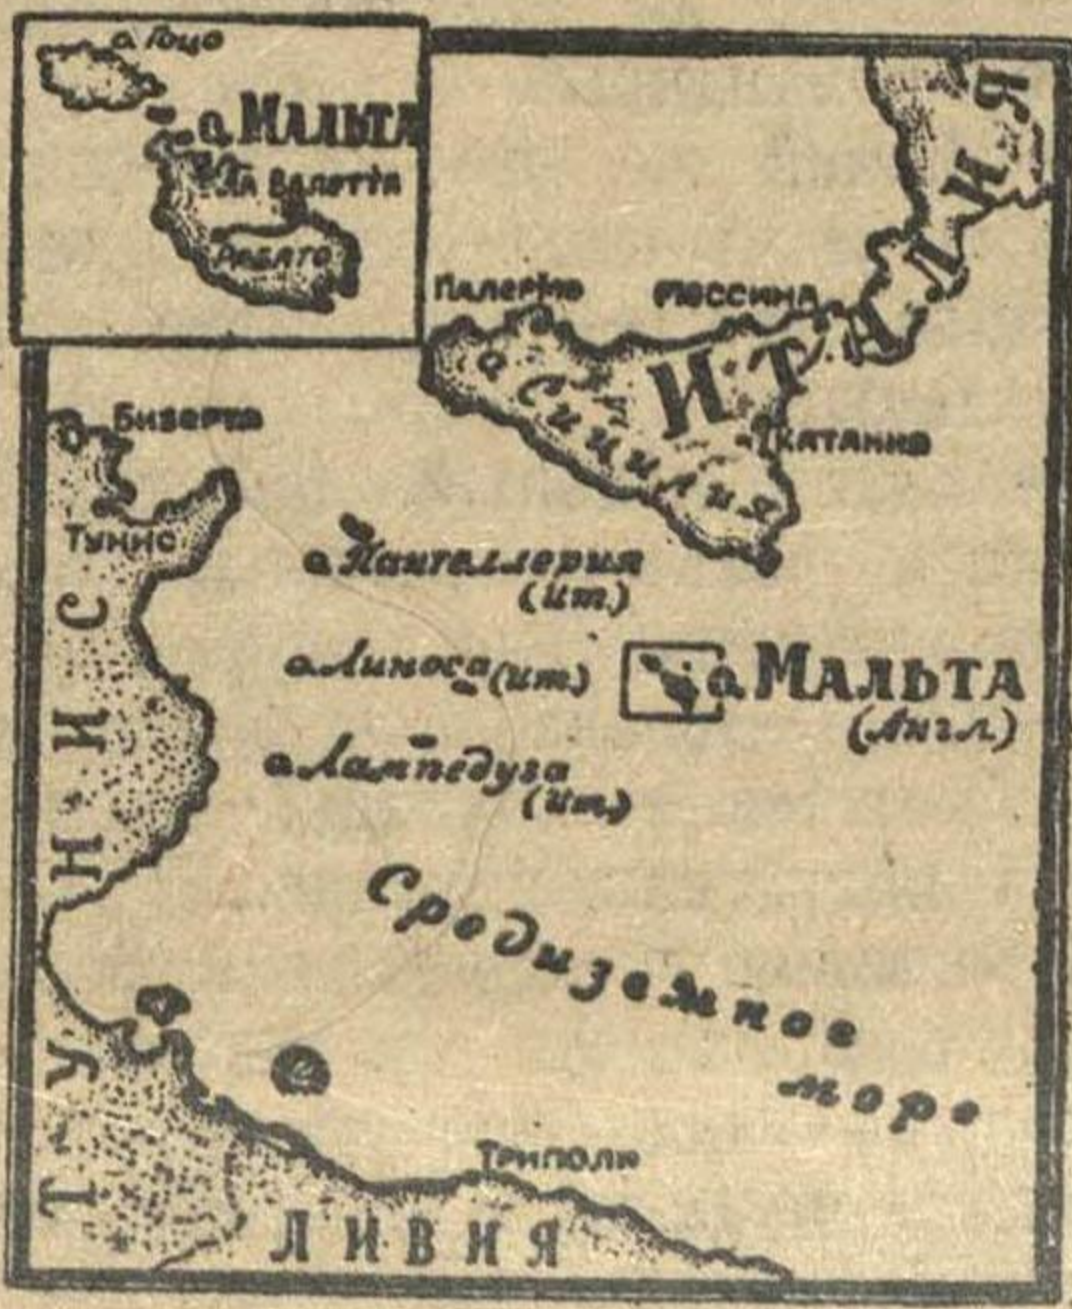 о. Гоцо
о. МАЛЬТА
ЛА ВАЛЕТТА
РАБАТО
ПАЛЕРМО
МЕССИНА
ИТАЛИЯ
о. Сицилия
КАТАНИЯ
БИЗЕРТА
ТУНИС
о. Пантеллерия
(Ит.)
о. Линоса (ит.)
о. МАЛЬТА
(Англ.)
о. Лампедуза
(Ит.)
ТУНИС
Средиземное
море
ТРИПОЛИ
ЛИВИЯ